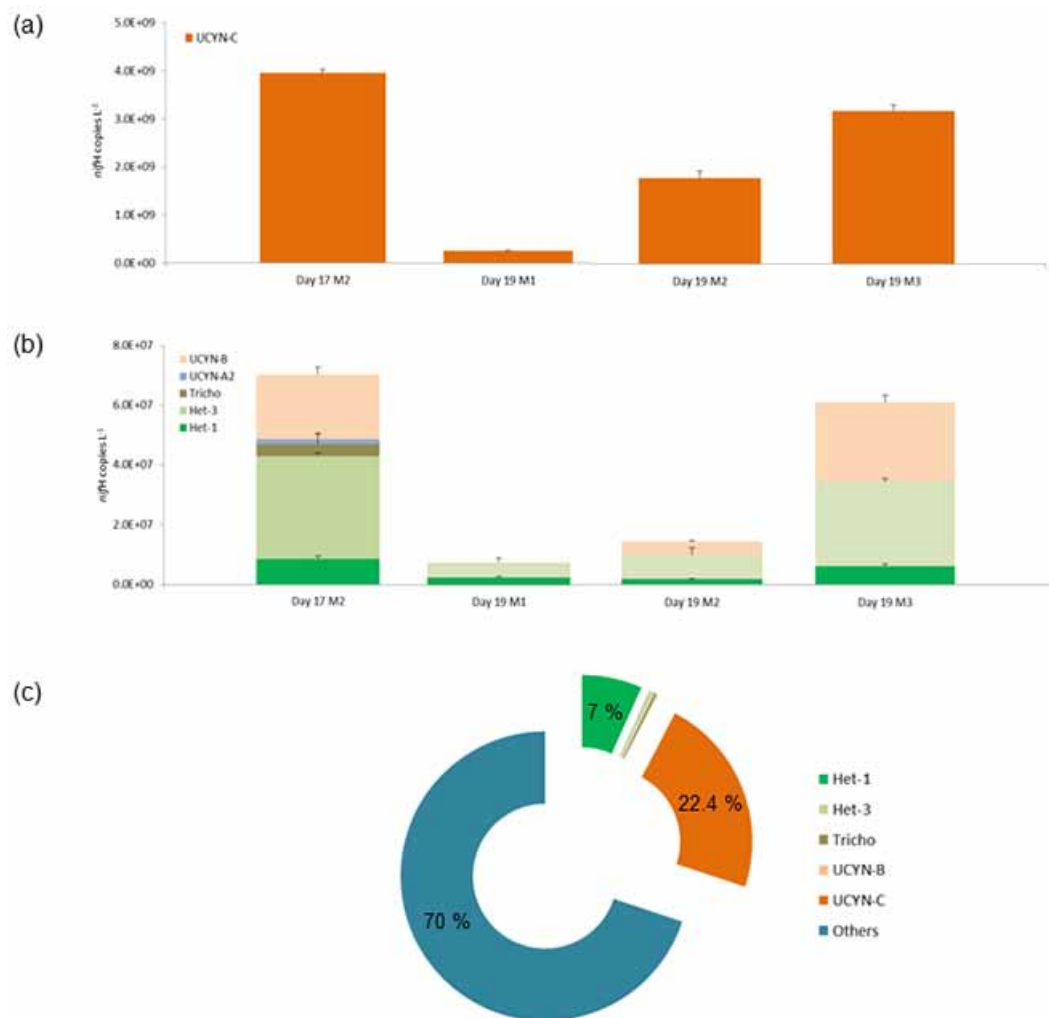 (a)
5.0E+09
4.0E+09
3.0E+09
2.0E+09
1.0E+09
0.0E+00
nifH copies L⁻¹
UCYN-C
Day 17 M2 Day 19 M1 Day 19 M2 Day 19 M3
(b)
8.0E+07
6.0E+07
4.0E+07
2.0E+07
0.0E+00
nifH copies L⁻¹
UCYN-B
UCYN-A2
Tricho
Het-3
Het-1
Day 17 M2 Day 19 M1 Day 19 M2 Day 19 M3
(c)
7 %
22.4 %
70 %
Het-1
Het-3
Tricho
UCYN-B
UCYN-C
Others